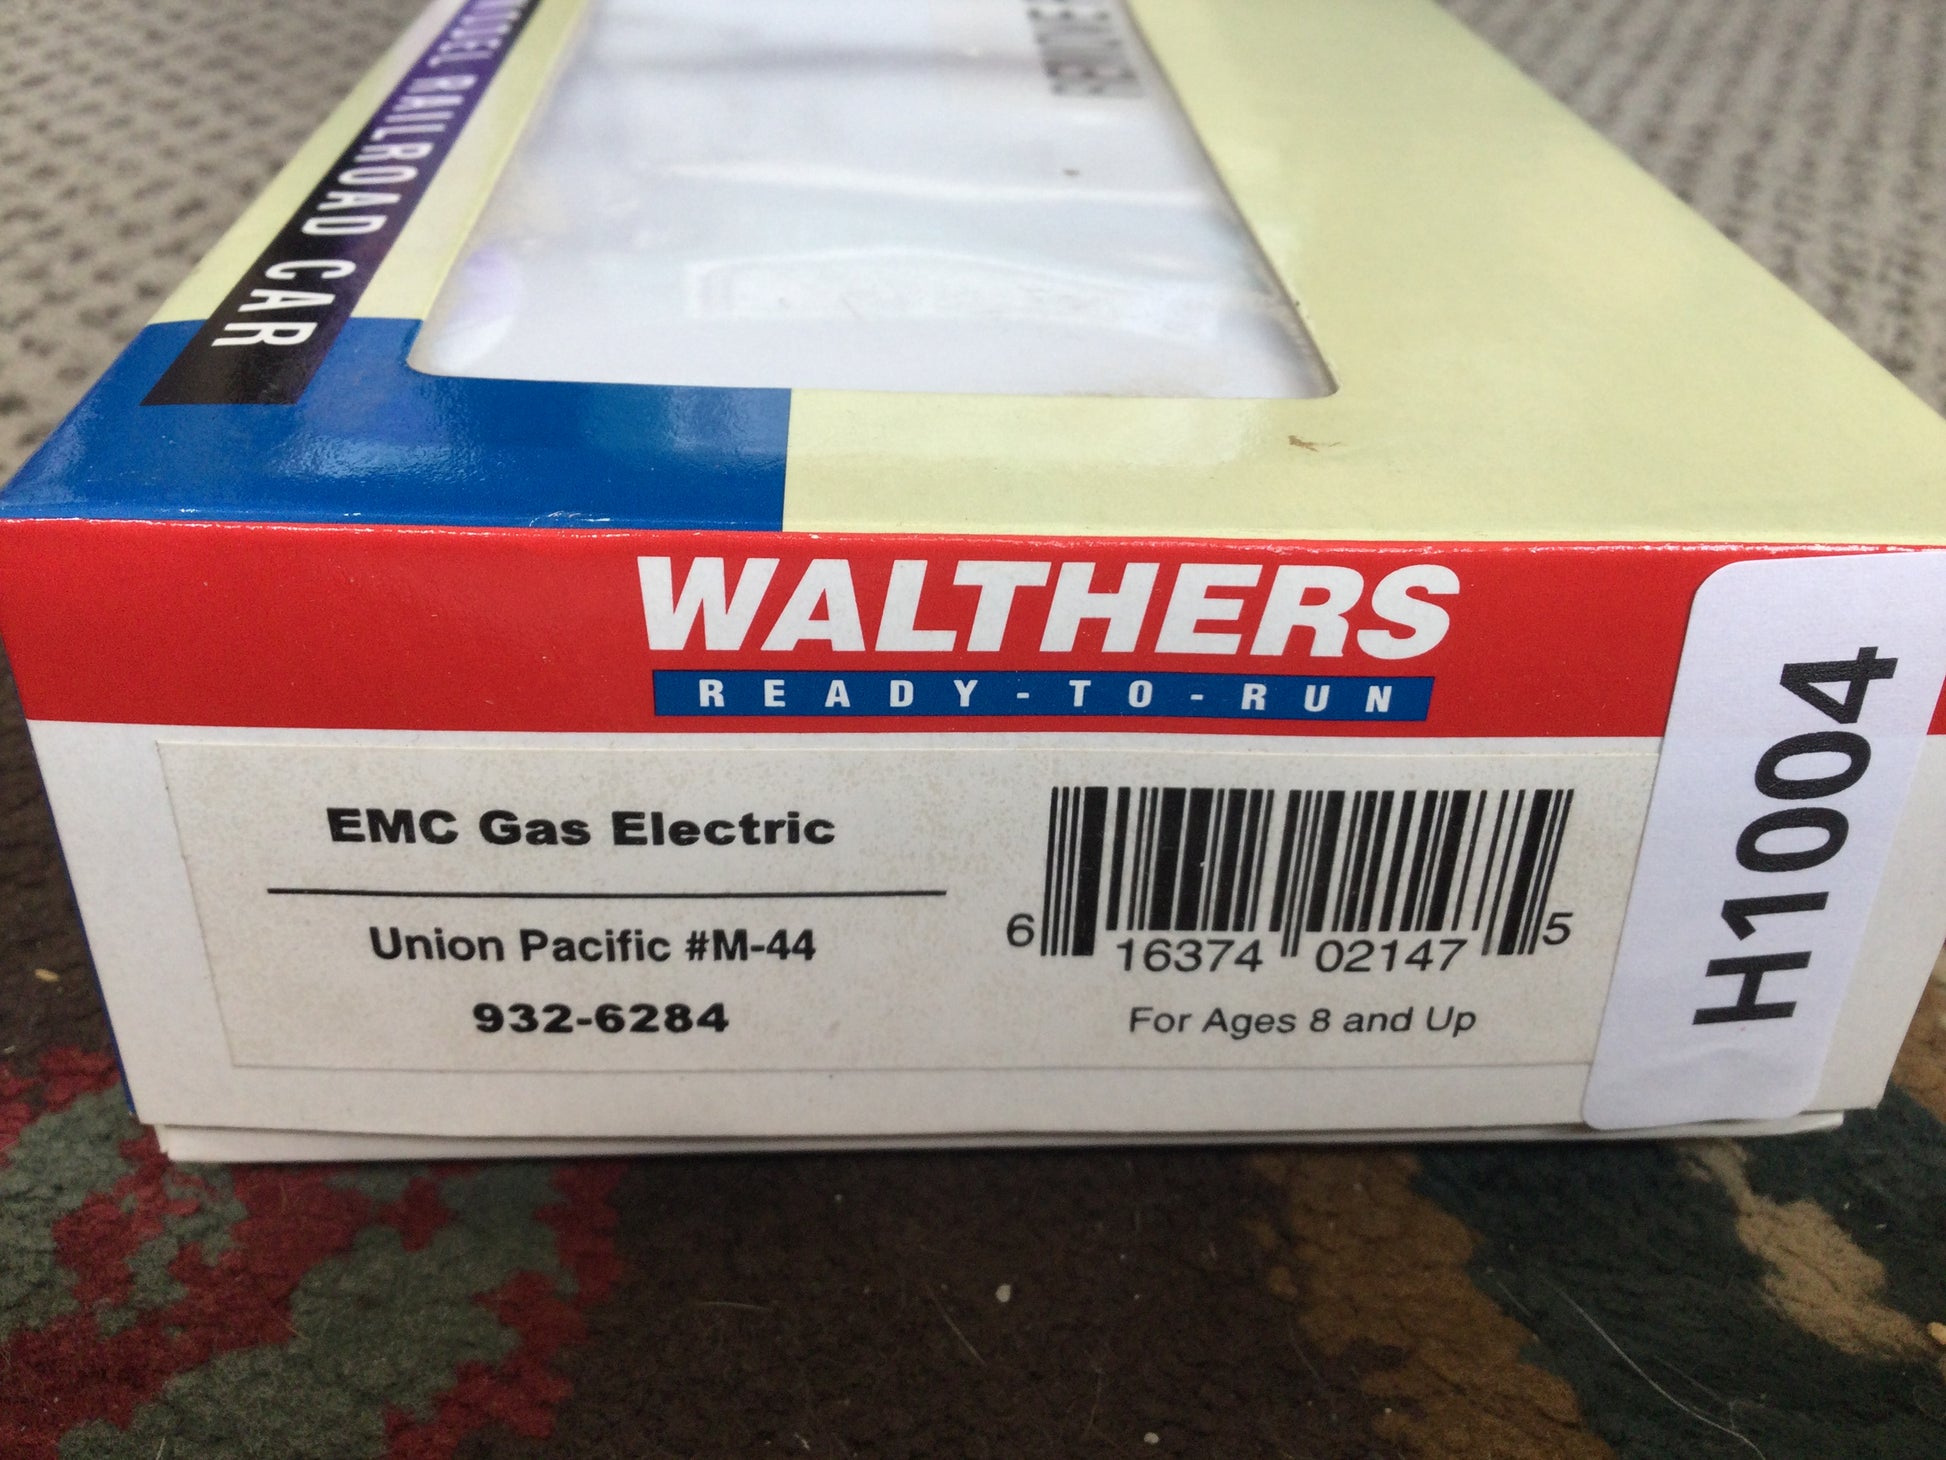 MODEL RAILROAD CAR
WALTHERS
READY-TO-RUN
EMC Gas Electric
Union Pacific #M-44
932-6284
6 16374 02147 5
For Ages 8 and Up
H1004